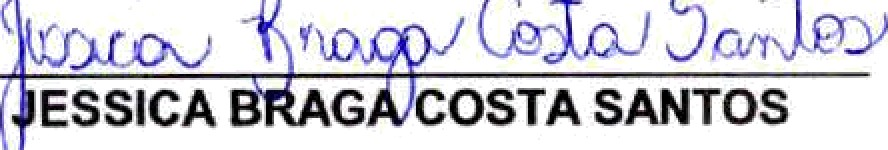 Jessica Braga Costa Santos
JESSICA BRAGA COSTA SANTOS